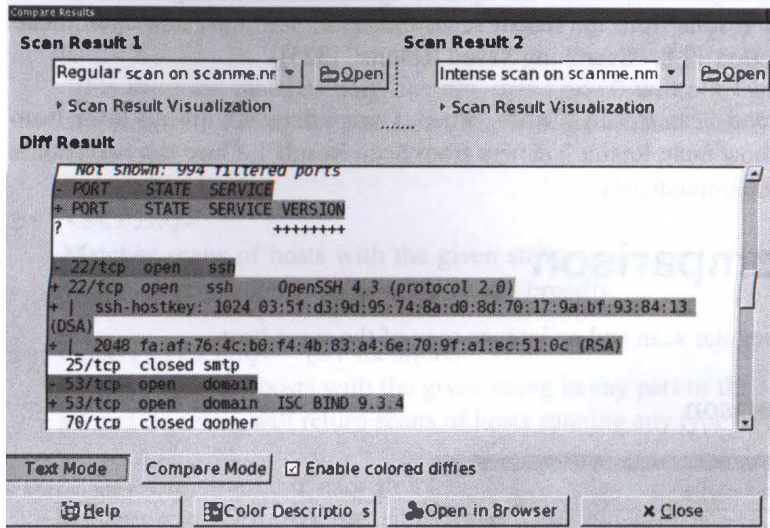 Compare Results
Scan Result 1
Scan Result 2
Regular scan on scanme.nr
Open
Intense scan on scanme.nm
Open
Scan Result Visualization
Scan Result Visualization
Diff Result
Not shown: 994 filtered ports
- PORT STATE SERVICE
+ PORT STATE SERVICE VERSION
? ++++++++
- 22/tcp open ssh
+ 22/tcp open ssh OpenSSH 4.3 (protocol 2.0)
+ | ssh-hostkey: 1024 03:5f:d3:9d:95:74:8a:d0:8d:70:17:9a:bf:93:84:13
(DSA)
+ |_ 2048 fa:af:76:4c:b0:f4:4b:83:a4:6e:70:9f:a1:ec:51:0c (RSA)
25/tcp closed smtp
- 53/tcp open domain
+ 53/tcp open domain ISC BIND 9.3.4
70/tcp closed gopher
Text Mode
Compare Mode
Enable colored diffies
Help
Color Descriptio s
Open in Browser
Close